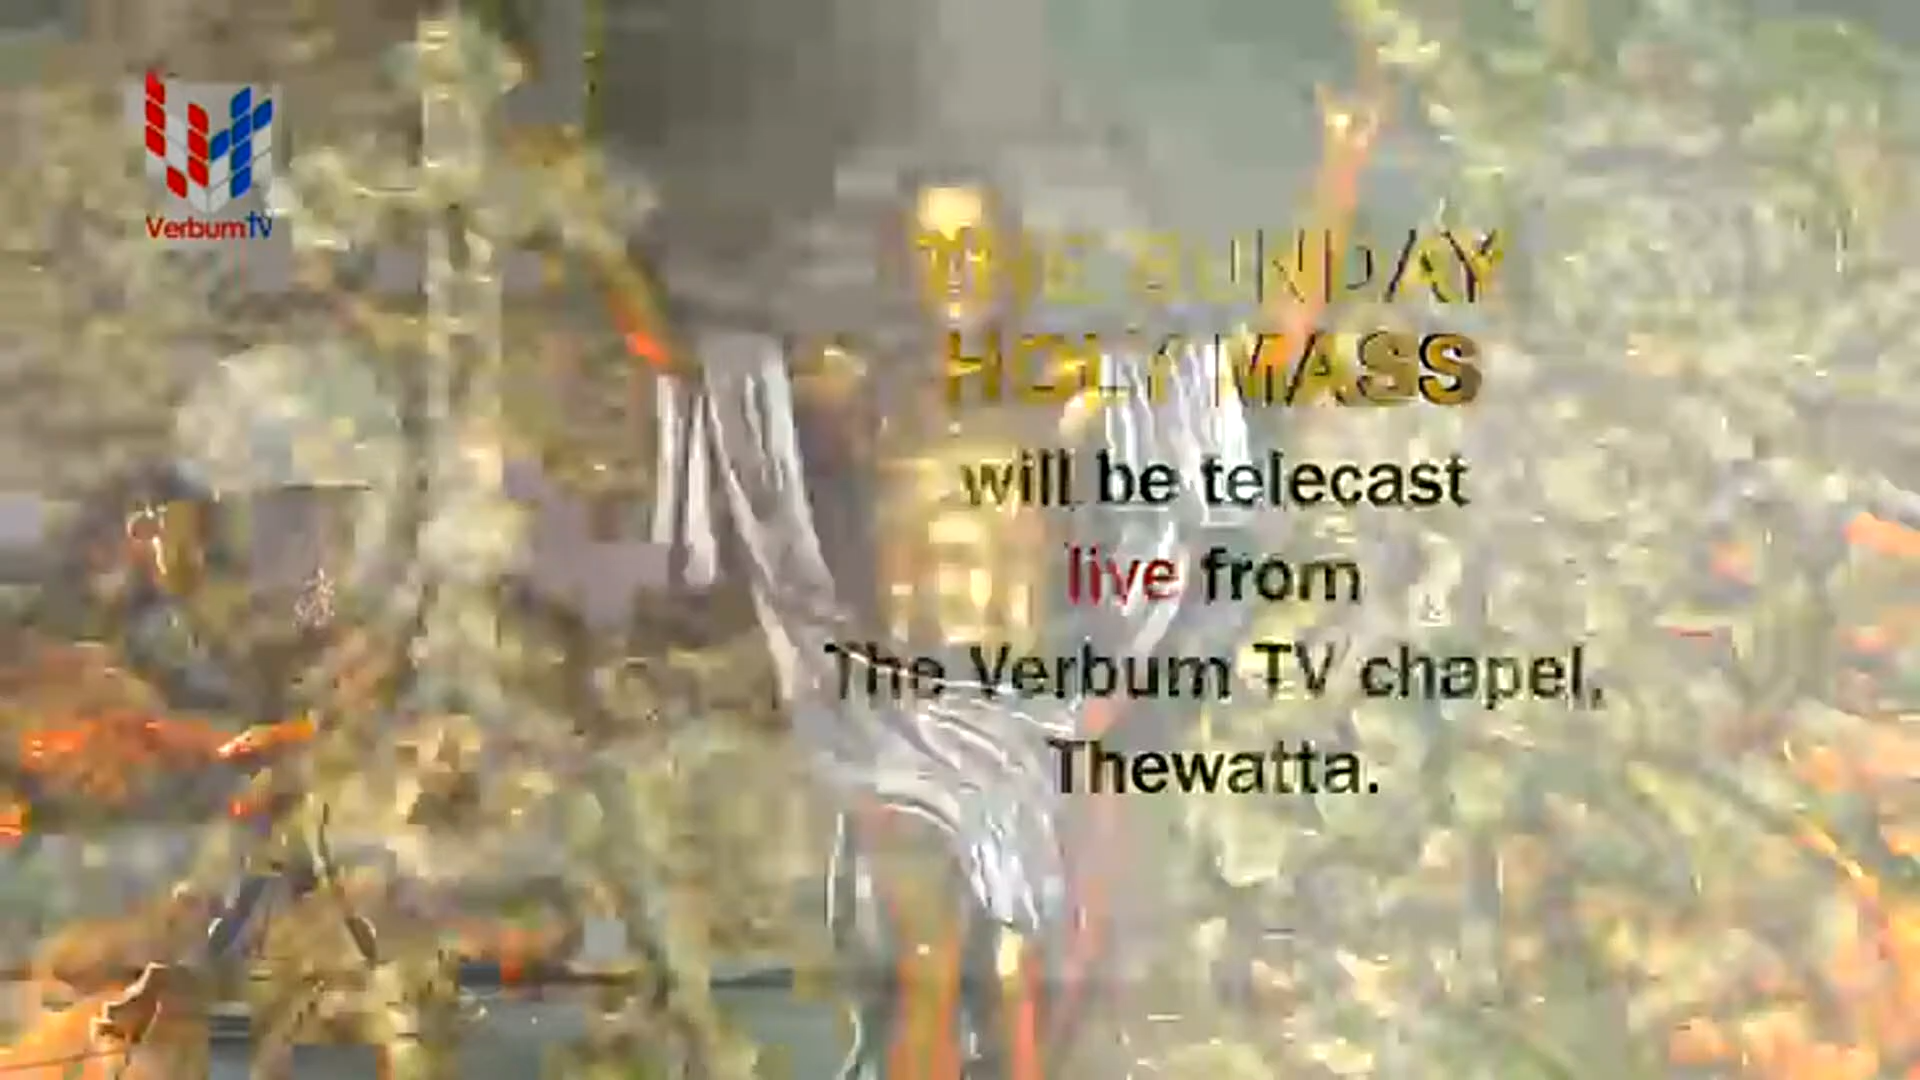 VerbumTV
THE SUNDAY
HOLY MASS
will be telecast
live from
The Verbum TV chapel,
Thewatta.